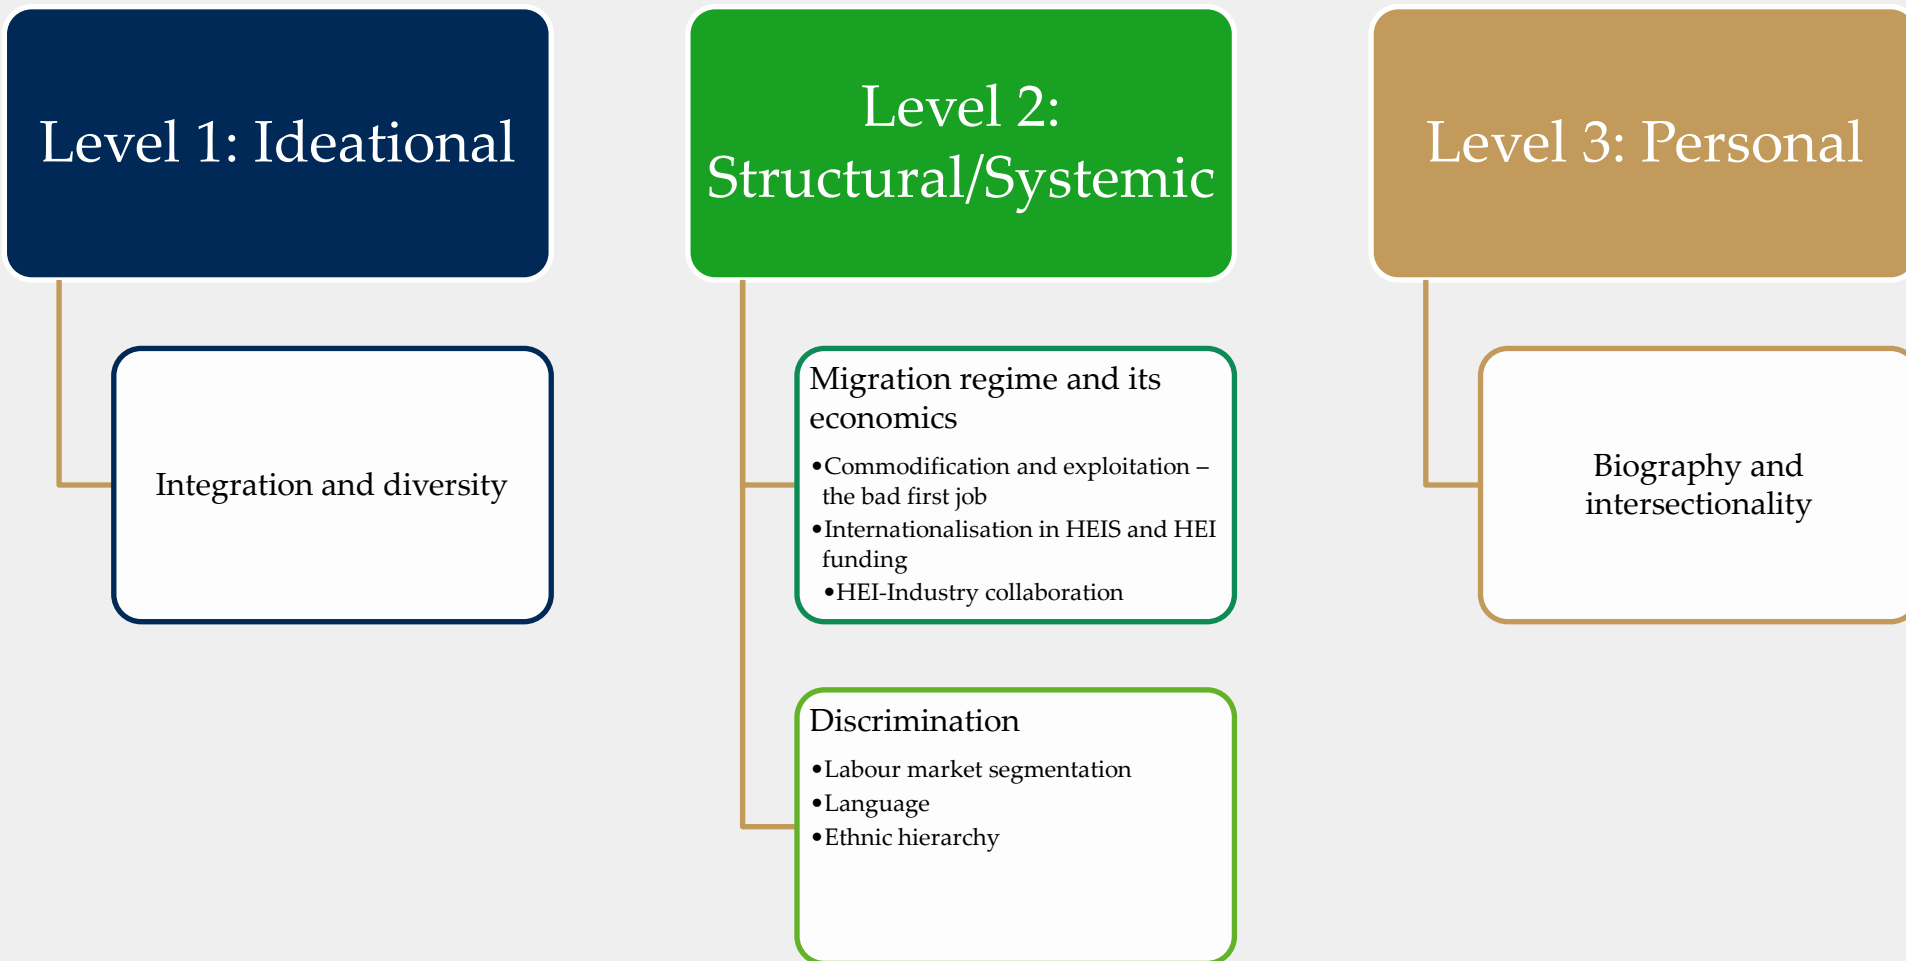 Level 1: Ideational
Integration and diversity
Level 2:
Structural/Systemic
Migration regime and its
economics
•Commodification and exploitation –
the bad first job
•Internationalisation in HEIS and HEI
funding
•HEI-Industry collaboration
Discrimination
•Labour market segmentation
•Language
•Ethnic hierarchy
Level 3: Personal
Biography and
intersectionality